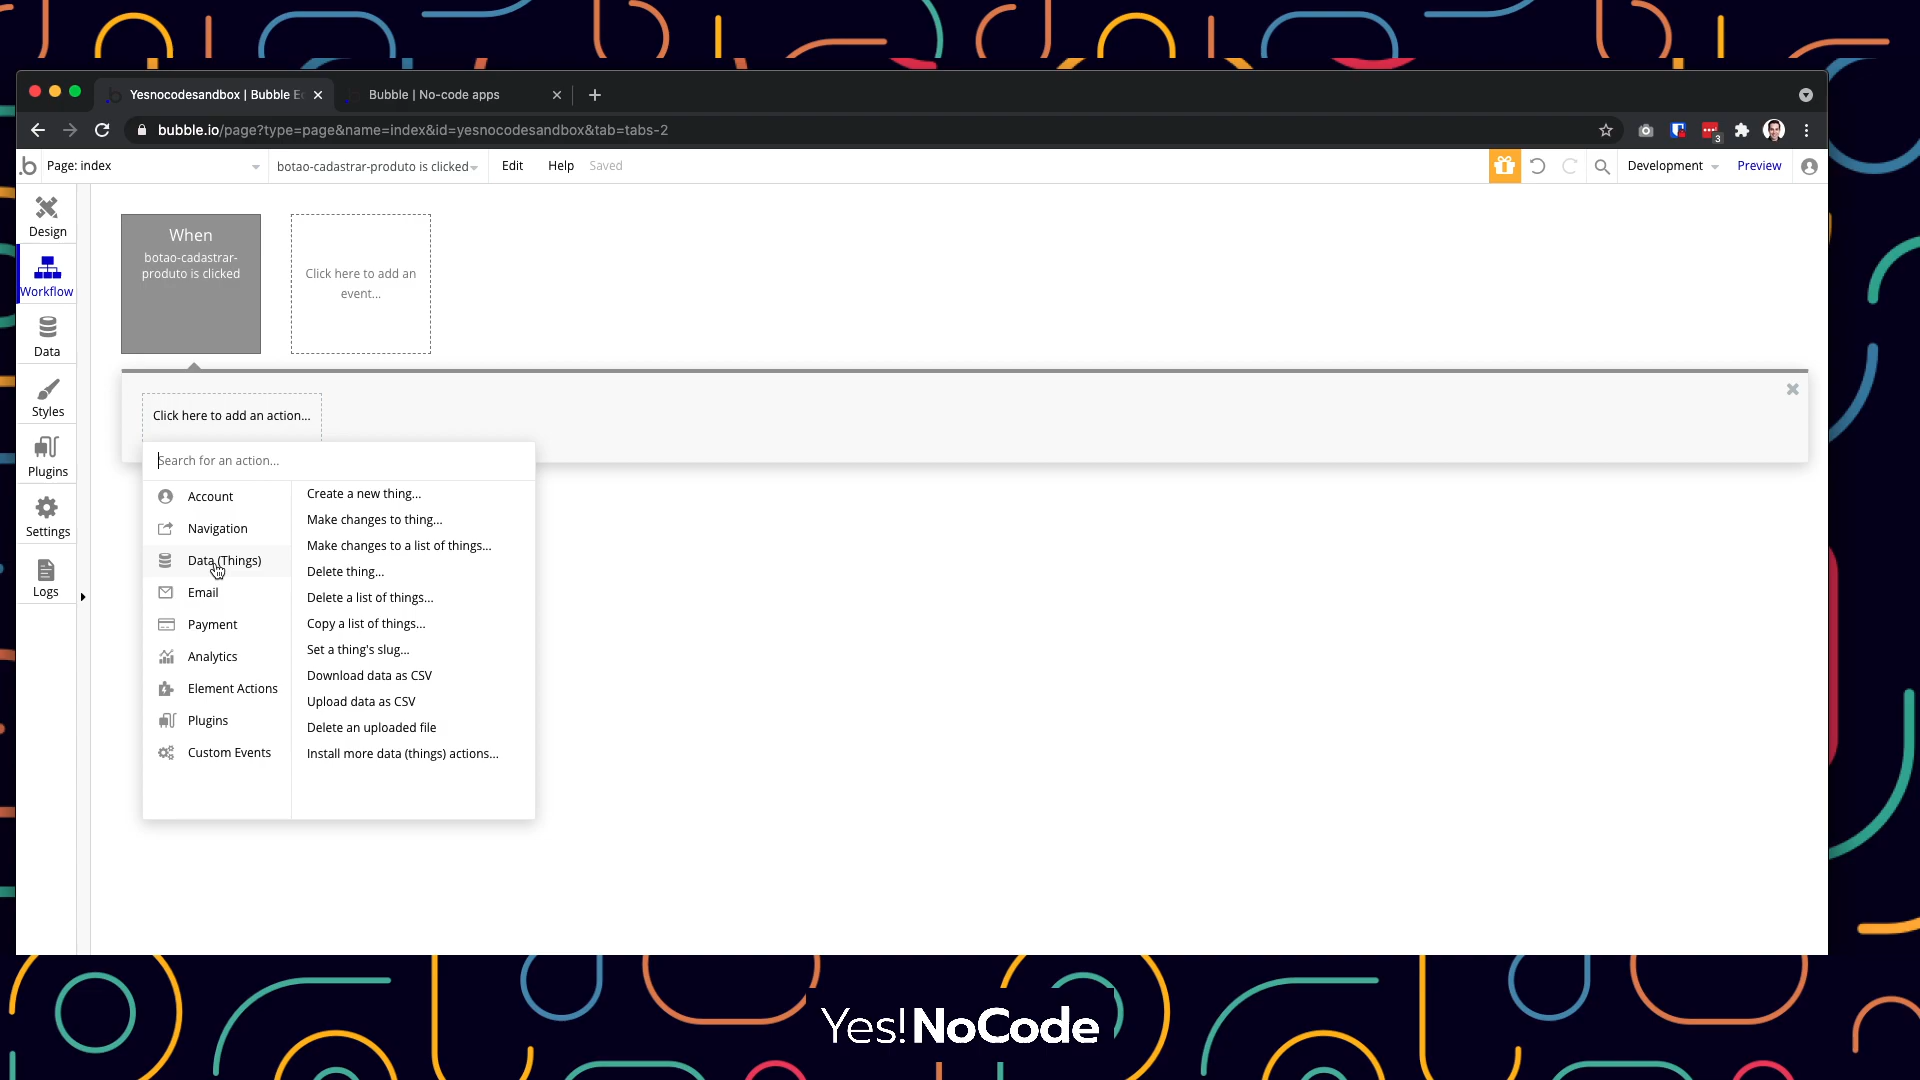 Yesnocodesandbox | Bubble E
Bubble | No-code apps
bubble.io/page?type=page&name=index&id=yesnocodesandbox&tab=tabs-2
3
Page: index
botao-cadastrar-produto is clicked
Edit
Help
Saved
Development
Preview
Design
Workflow
Data
Styles
Plugins
Settings
Logs
When
botao-cadastrar-
produto is clicked
Click here to add an
event...
Click here to add an action...
Search for an action...
Account
Navigation
Data (Things)
Email
Payment
Analytics
Element Actions
Plugins
Custom Events
Create a new thing...
Make changes to thing...
Make changes to a list of things...
Delete thing...
Delete a list of things...
Copy a list of things...
Set a thing's slug...
Download data as CSV
Upload data as CSV
Delete an uploaded file
Install more data (things) actions...
Yes!NoCode